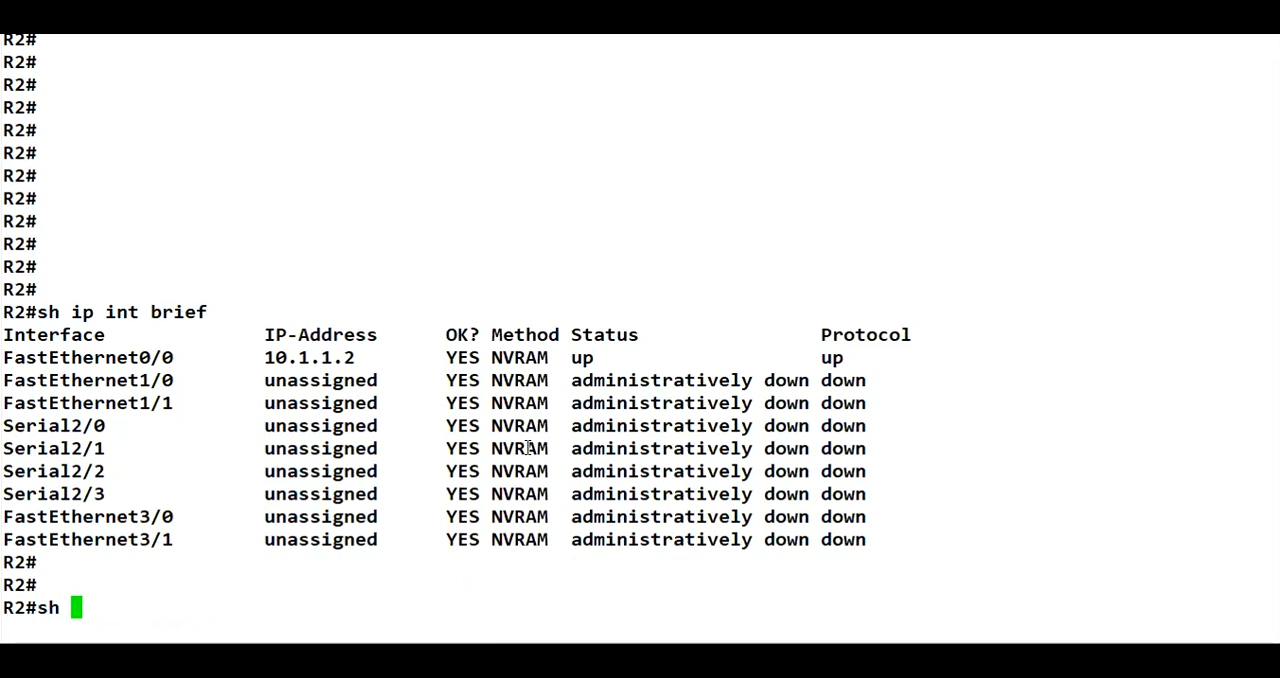 R2#
R2#
R2#
R2#
R2#
R2#
R2#
R2#
R2#
R2#
R2#
R2#
R2#sh ip int brief
Interface              IP-Address      OK? Method Status                Protocol
FastEthernet0/0        10.1.1.2        YES NVRAM  up                    up
FastEthernet1/0        unassigned      YES NVRAM  administratively down down
FastEthernet1/1        unassigned      YES NVRAM  administratively down down
Serial2/0              unassigned      YES NVRAM  administratively down down
Serial2/1              unassigned      YES NVRAM  administratively down down
Serial2/2              unassigned      YES NVRAM  administratively down down
Serial2/3              unassigned      YES NVRAM  administratively down down
FastEthernet3/0        unassigned      YES NVRAM  administratively down down
FastEthernet3/1        unassigned      YES NVRAM  administratively down down
R2#
R2#
R2#sh